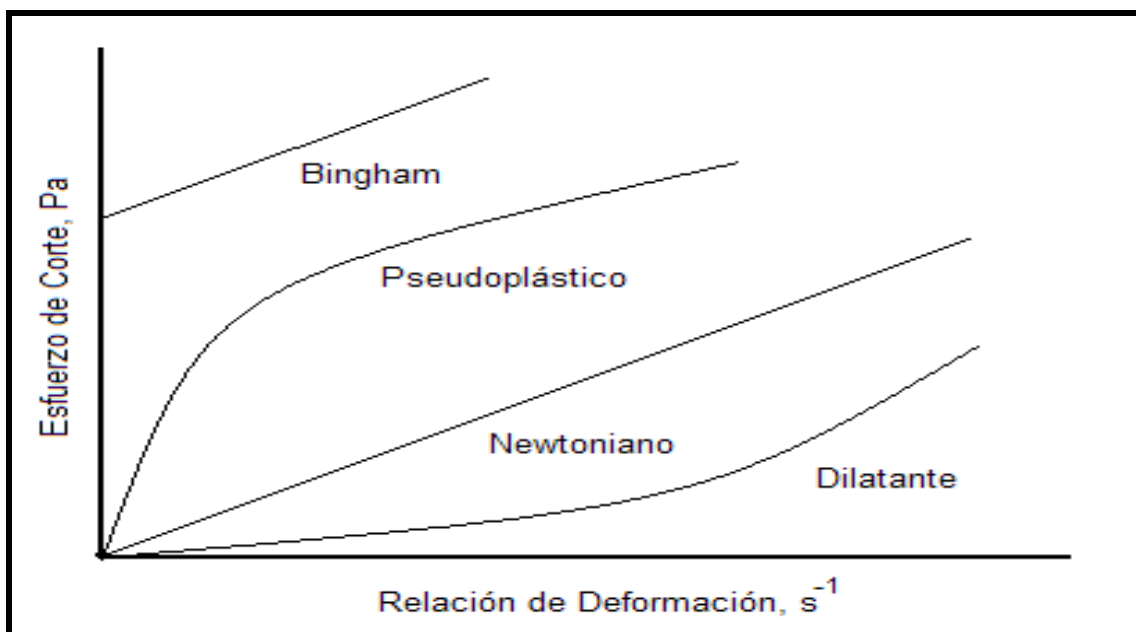 Esfuerzo de Corte, Pa
Bingham
Pseudoplástico
Newtoniano
Dilatante
Relación de Deformación, s⁻¹